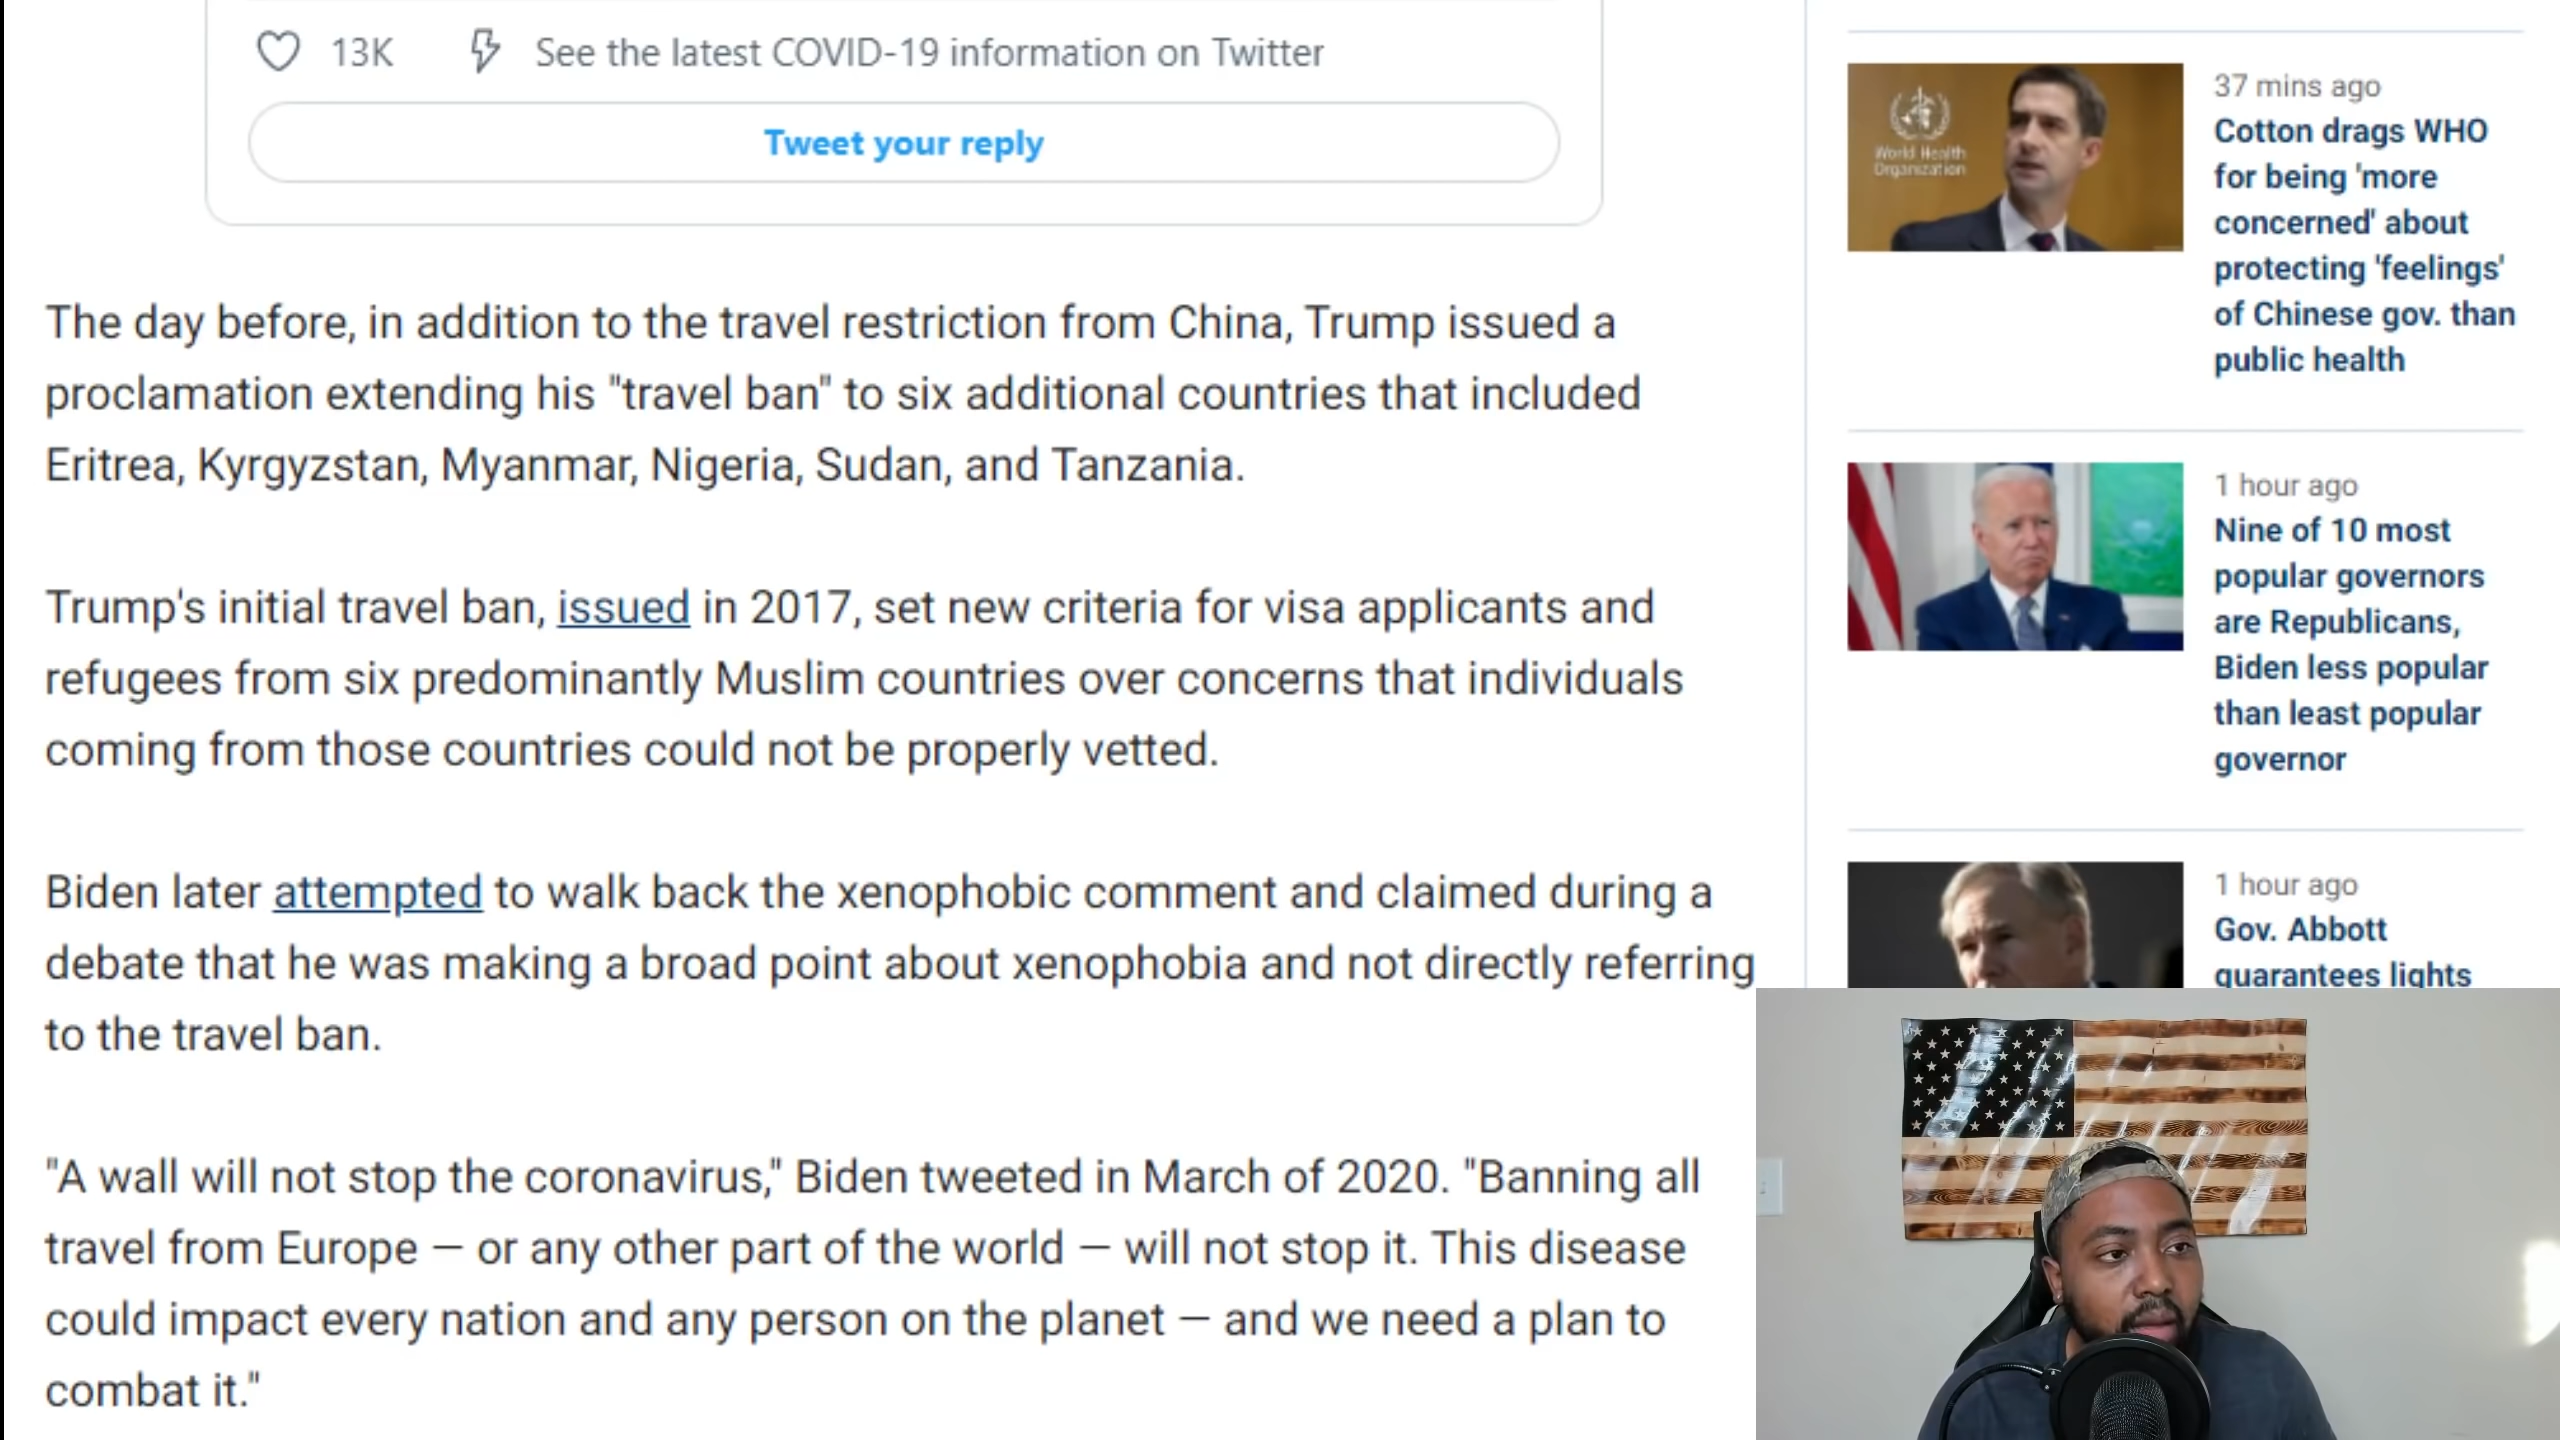 13K
See the latest COVID-19 information on Twitter
Tweet your reply
The day before, in addition to the travel restriction from China, Trump issued a
proclamation extending his "travel ban" to six additional countries that included
Eritrea, Kyrgyzstan, Myanmar, Nigeria, Sudan, and Tanzania.
Trump's initial travel ban, issued in 2017, set new criteria for visa applicants and
refugees from six predominantly Muslim countries over concerns that individuals
coming from those countries could not be properly vetted.
Biden later attempted to walk back the xenophobic comment and claimed during a
debate that he was making a broad point about xenophobia and not directly referring
to the travel ban.
"A wall will not stop the coronavirus," Biden tweeted in March of 2020. "Banning all
travel from Europe — or any other part of the world — will not stop it. This disease
could impact every nation and any person on the planet — and we need a plan to
combat it."
World Health
Organization
37 mins ago
Cotton drags WHO
for being 'more
concerned' about
protecting 'feelings'
of Chinese gov. than
public health
1 hour ago
Nine of 10 most
popular governors
are Republicans,
Biden less popular
than least popular
governor
1 hour ago
Gov. Abbott
guarantees lights